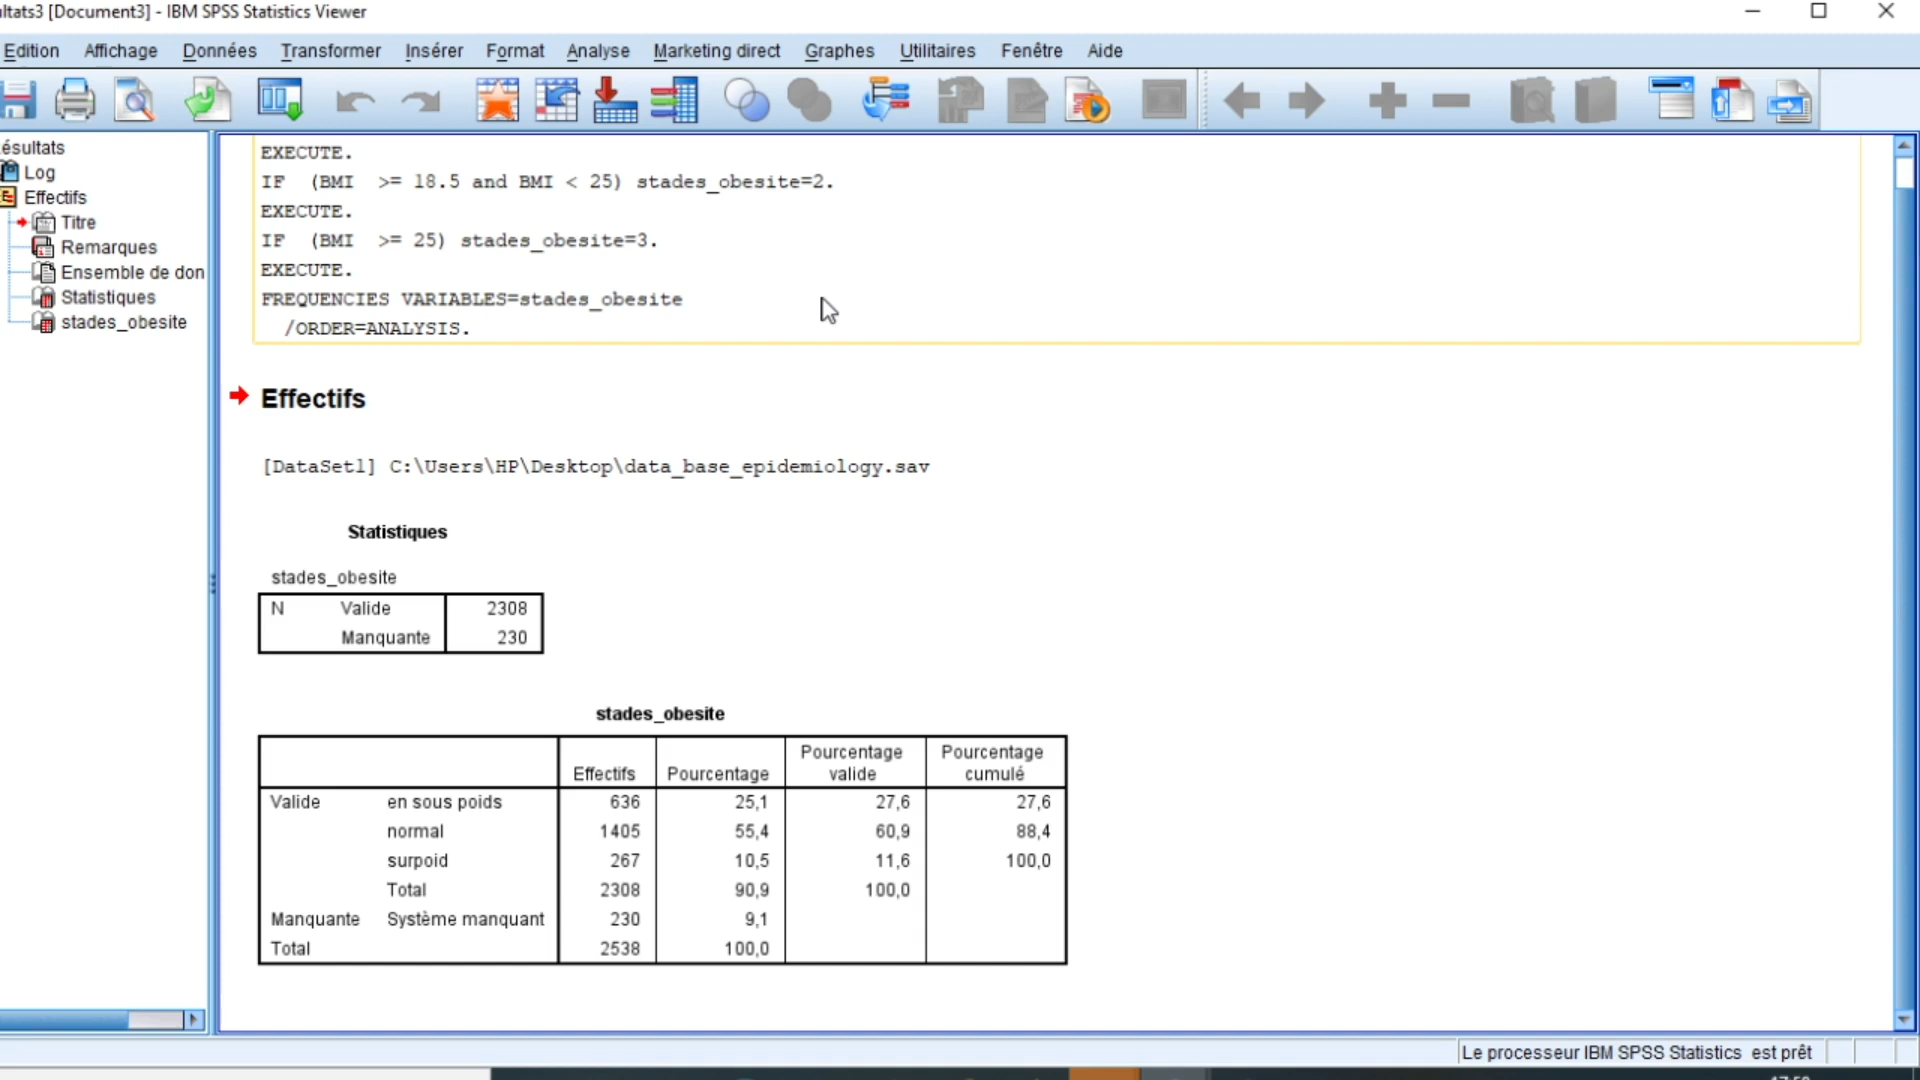 ltats3 [Document3] - IBM SPSS Statistics Viewer
Edition Affichage Données Transformer Insérer Format Analyse Marketing direct Graphes Utilitaires Fenêtre Aide
ésultats
Log
Effectifs
Titre
Remarques
Ensemble de don
Statistiques
stades_obesite
EXECUTE.
IF (BMI >= 18.5 and BMI < 25) stades_obesite=2.
EXECUTE.
IF (BMI >= 25) stades_obesite=3.
EXECUTE.
FREQUENCIES VARIABLES=stades_obesite
/ORDER=ANALYSIS.
Effectifs
[DataSet1] C:\Users\HP\Desktop\data_base_epidemiology.sav
Statistiques
stades_obesite
N Valide 2308
Manquante 230
stades_obesite
Effectifs Pourcentage Pourcentage valide Pourcentage cumulé
Valide en sous poids 636 25,1 27,6 27,6
normal 1405 55,4 60,9 88,4
surpoid 267 10,5 11,6 100,0
Total 2308 90,9 100,0
Manquante Système manquant 230 9,1
Total 2538 100,0
Le processeur IBM SPSS Statistics est prêt